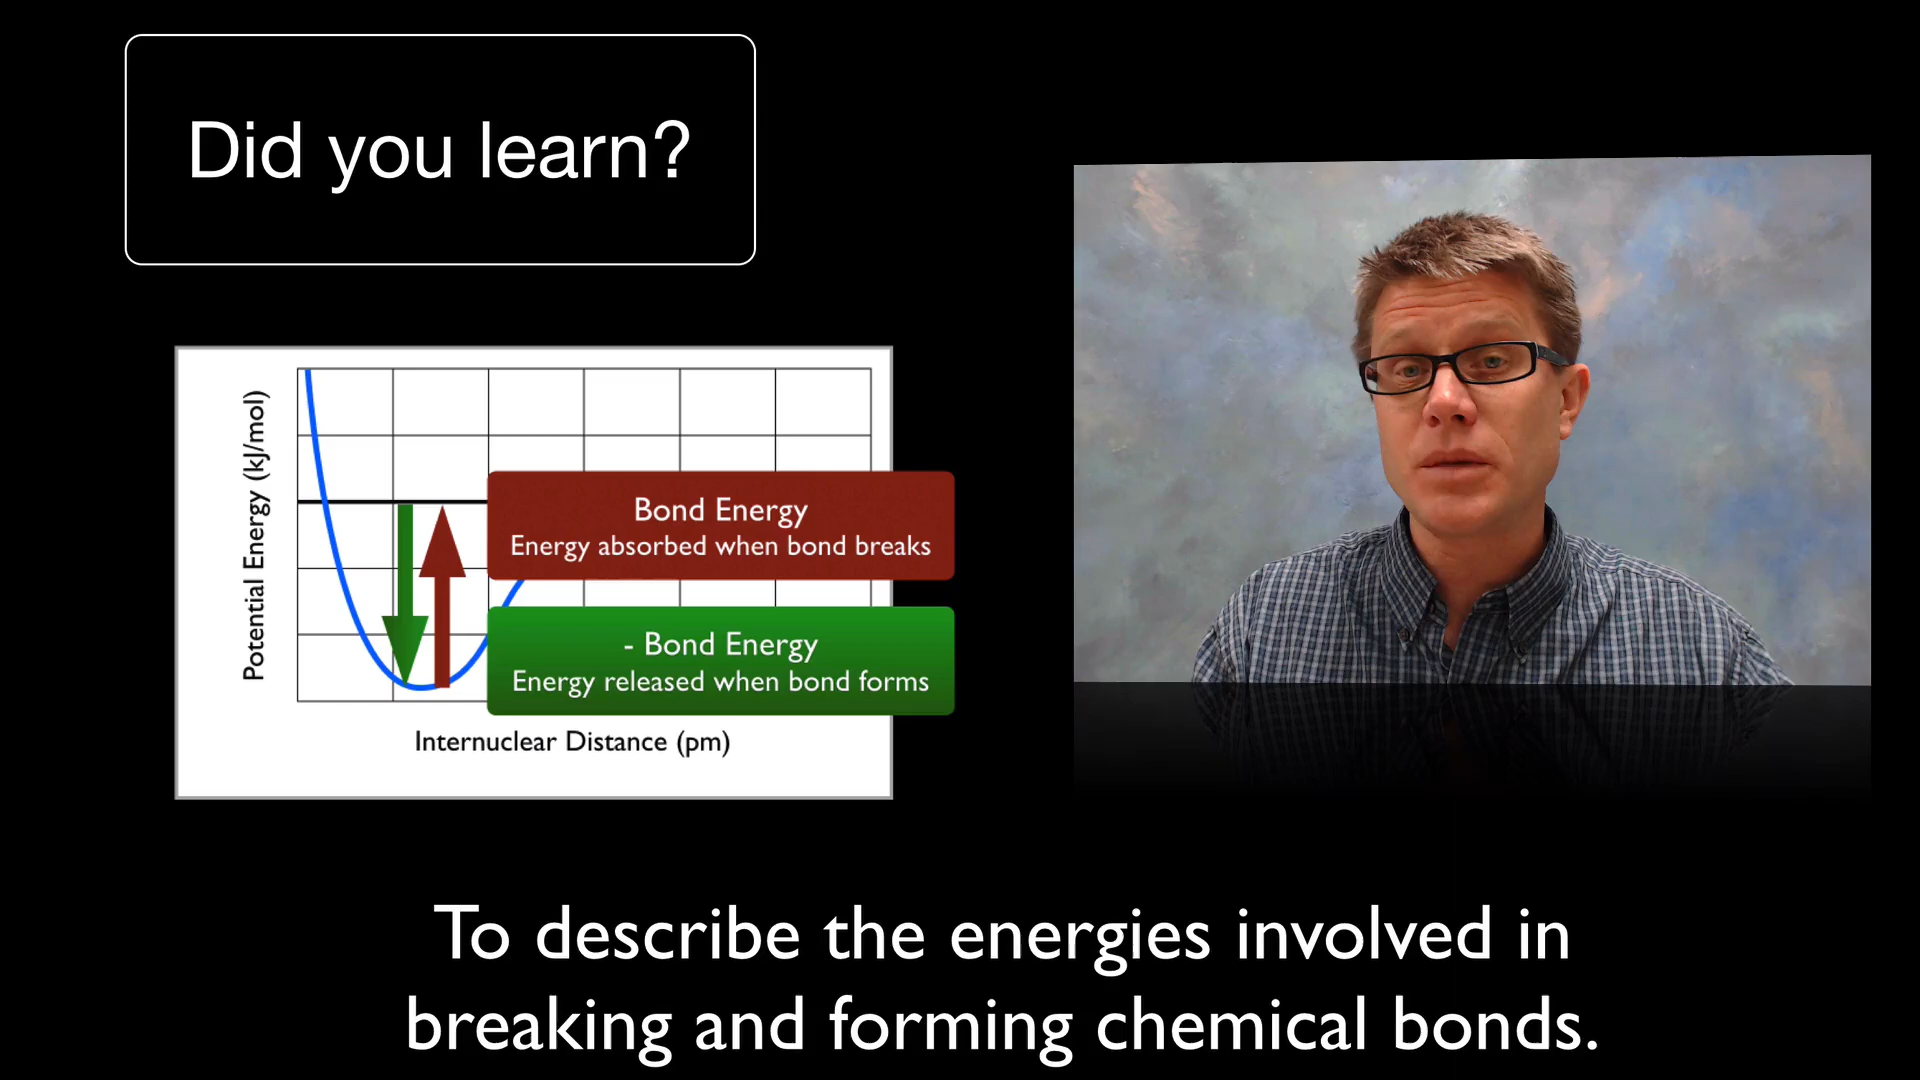 Did you learn?
Potential Energy (kJ/mol)
Bond Energy
Energy absorbed when bond breaks
- Bond Energy
Energy released when bond forms
Internuclear Distance (pm)
To describe the energies involved in
breaking and forming chemical bonds.